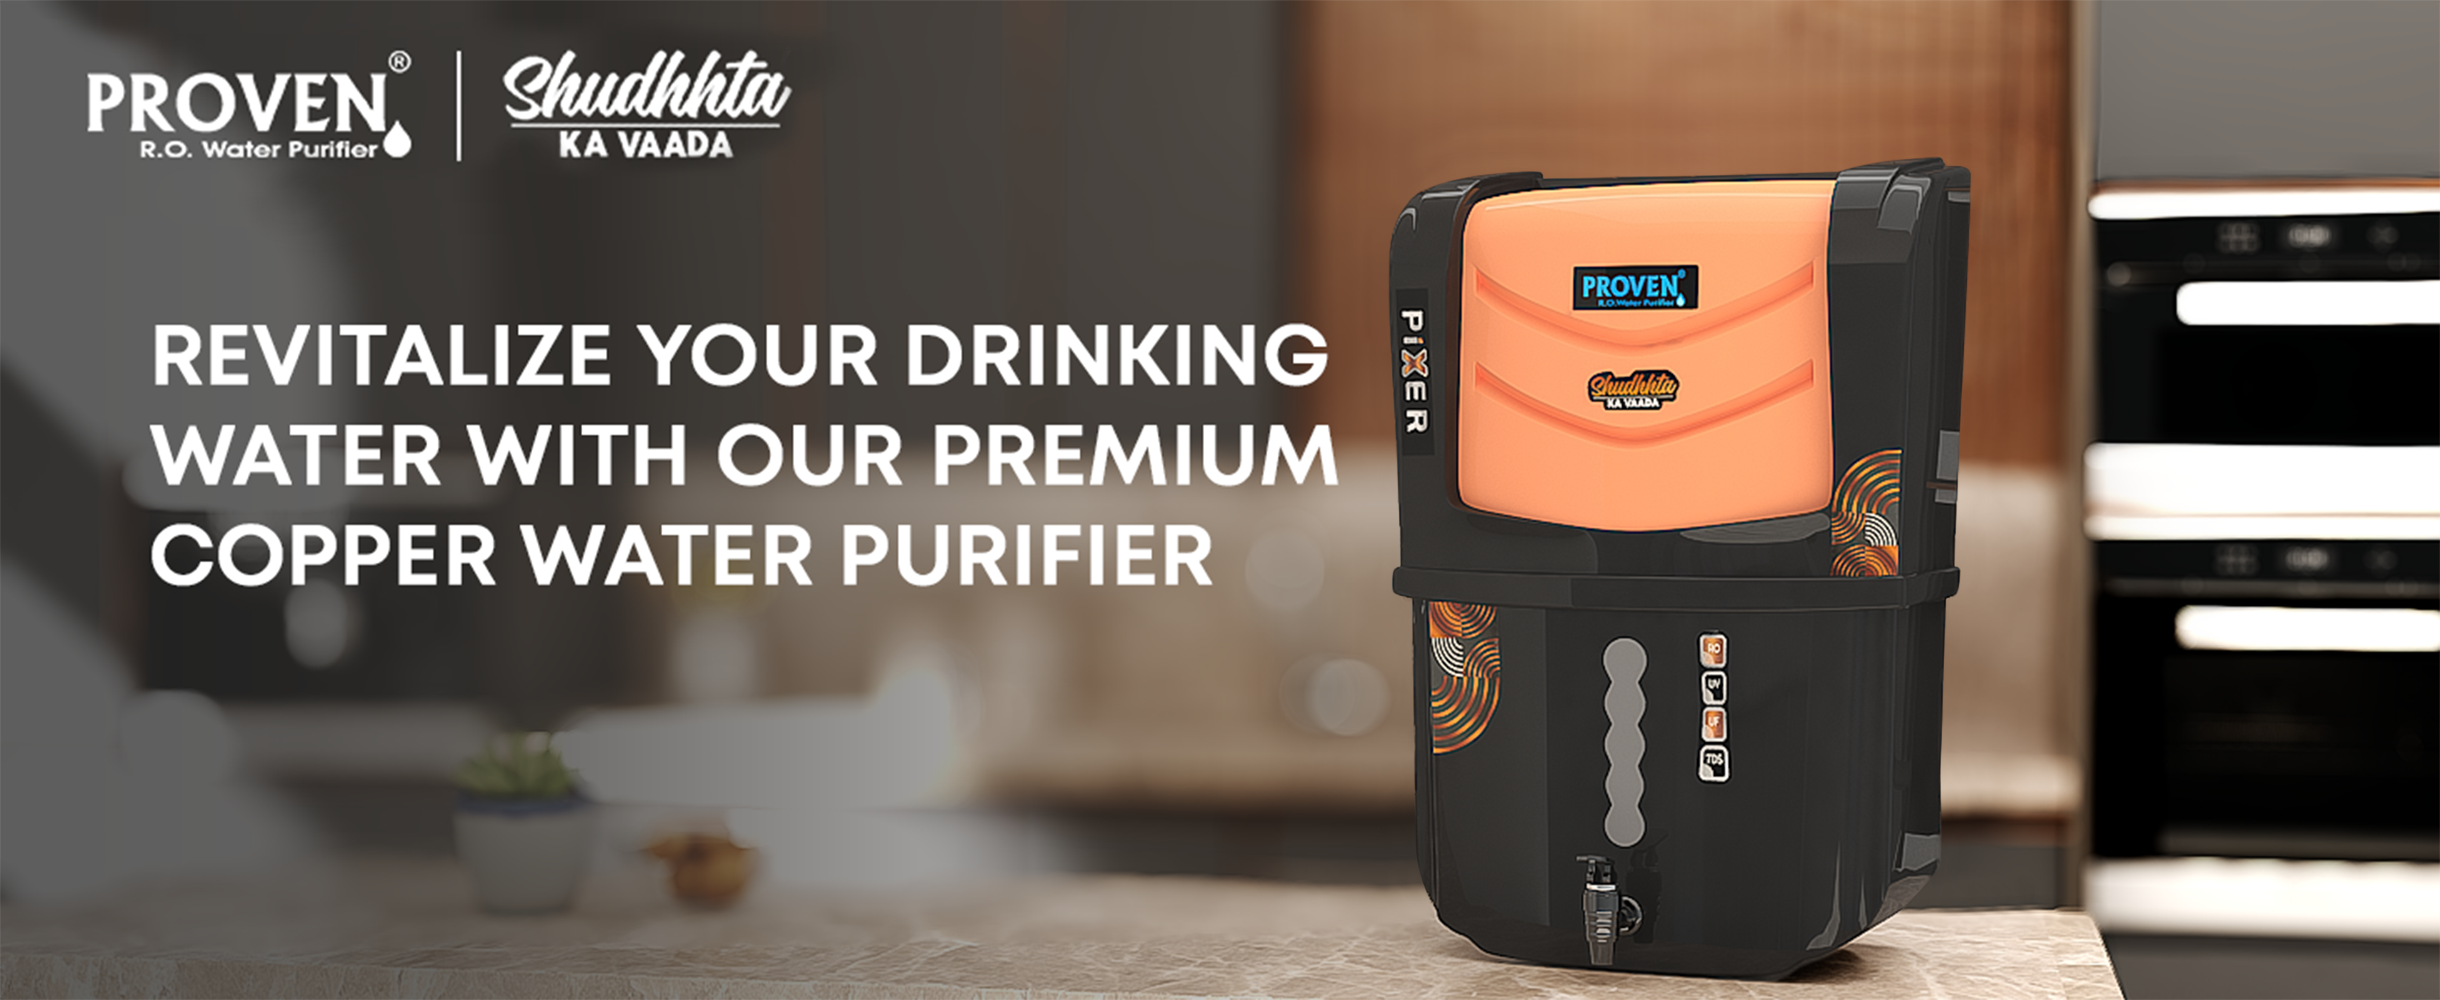 PROVEN®
R.O. Water Purifier
Shudhhta
KA VAADA
REVITALIZE YOUR DRINKING
WATER WITH OUR PREMIUM
COPPER WATER PURIFIER
PROVEN®
R.O. Water Purifier
PiXER
Shudhhta
KA VAADA
RO
UV
UF
TDS